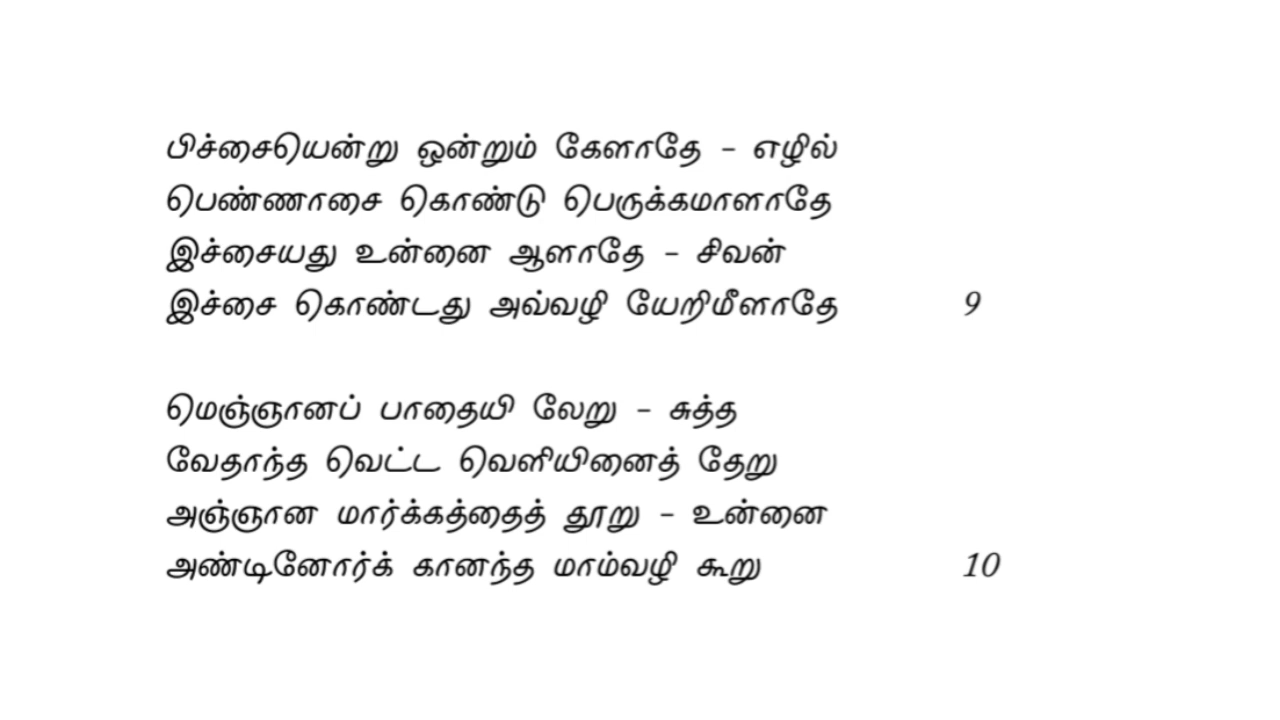 பிச்சையென்று ஒன்றும் கேளாதே - எழில்
பெண்ணாசை கொண்டு பெருக்கமாளாதே
இச்சையது உன்னை ஆளாதே - சிவன்
இச்சை கொண்டது அவ்வழி யேறிமீளாதே 9
மெஞ்ஞானப் பாதையி லேறு - சுத்த
வேதாந்த வெட்ட வெளியினைத் தேறு
அஞ்ஞான மார்க்கத்தைத் தூறு - உன்னை
அண்டினோர்க் கானந்த மாம்வழி கூறு 10